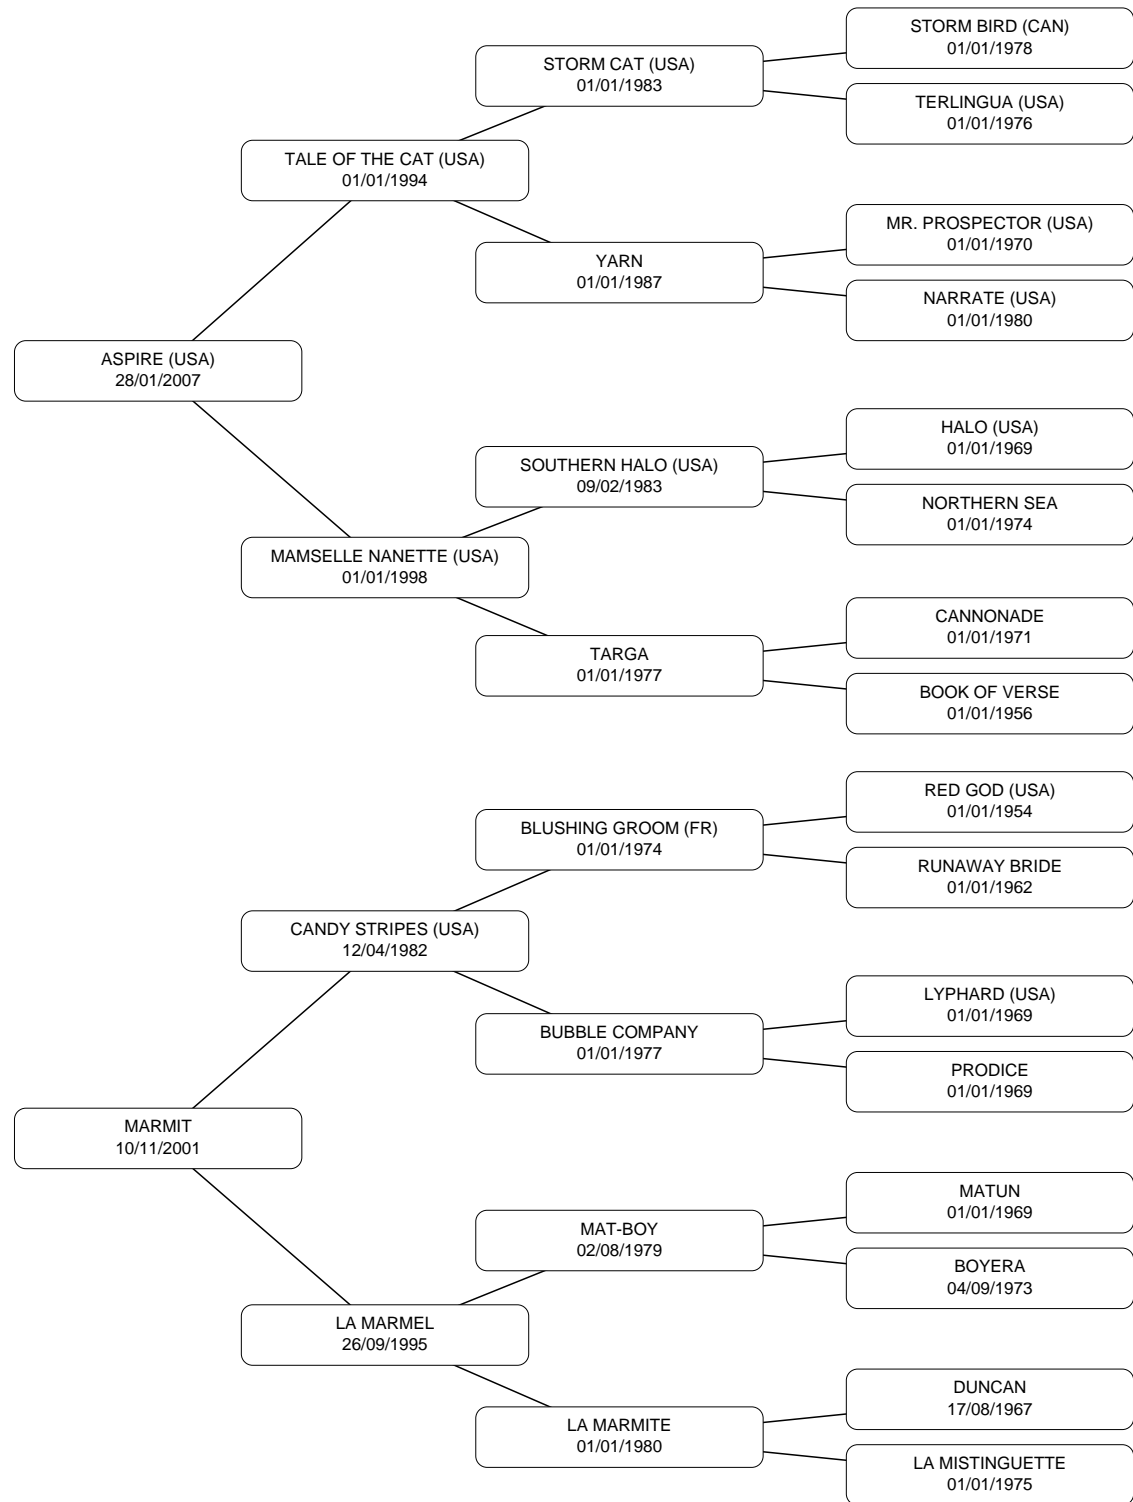 STORM BIRD (CAN)
01/01/1978
STORM CAT (USA)
01/01/1983
TERLINGUA (USA)
01/01/1976
TALE OF THE CAT (USA)
01/01/1994
MR. PROSPECTOR (USA)
01/01/1970
YARN
01/01/1987
NARRATE (USA)
01/01/1980
ASPIRE (USA)
28/01/2007
HALO (USA)
01/01/1969
SOUTHERN HALO (USA)
09/02/1983
NORTHERN SEA
01/01/1974
MAMSELLE NANETTE (USA)
01/01/1998
CANNONADE
01/01/1971
TARGA
01/01/1977
BOOK OF VERSE
01/01/1956
RED GOD (USA)
01/01/1954
BLUSHING GROOM (FR)
01/01/1974
RUNAWAY BRIDE
01/01/1962
CANDY STRIPES (USA)
12/04/1982
LYPHARD (USA)
01/01/1969
BUBBLE COMPANY
01/01/1977
PRODICE
01/01/1969
MARMIT
10/11/2001
MATUN
01/01/1969
MAT-BOY
02/08/1979
BOYERA
04/09/1973
LA MARMEL
26/09/1995
DUNCAN
17/08/1967
LA MARMITE
01/01/1980
LA MISTINGUETTE
01/01/1975